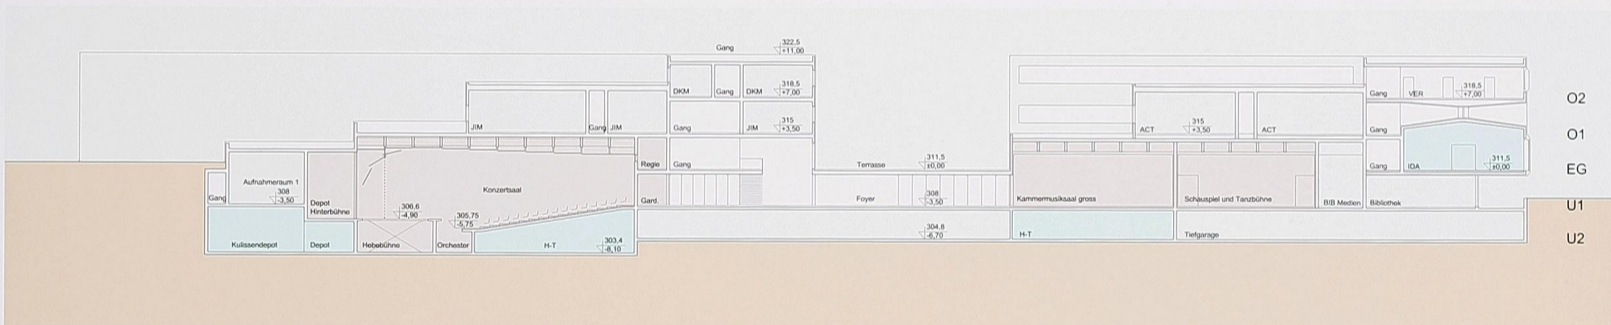 Gang
322,5
+11,00
DKM
Gang
DKM
318,5
+7,00
JIM
Gang
JIM
Gang
JIM
315
+3,50
Gang
VER
318,5
+7,00
O2
ACT
315
+3,50
ACT
Gang
O1
Regie
Gang
Terrasse
311,5
±0,00
Gang
IGA
311,5
±0,00
EG
Aufnahmeraum 1
308
-3,50
Gang
Depot
Hinterbühne
Konzertsaal
306,6
-4,90
305,75
-5,75
Gard.
Foyer
308
-3,50
Kammermusiksaal gross
Schauspiel und Tanzbühne
BIB Medien
Bibliothek
U1
Kulissendepot
Depot
Hebebühne
Orchester
H-T
303,4
-8,10
304,8
-6,70
H-T
Tiefgarage
U2